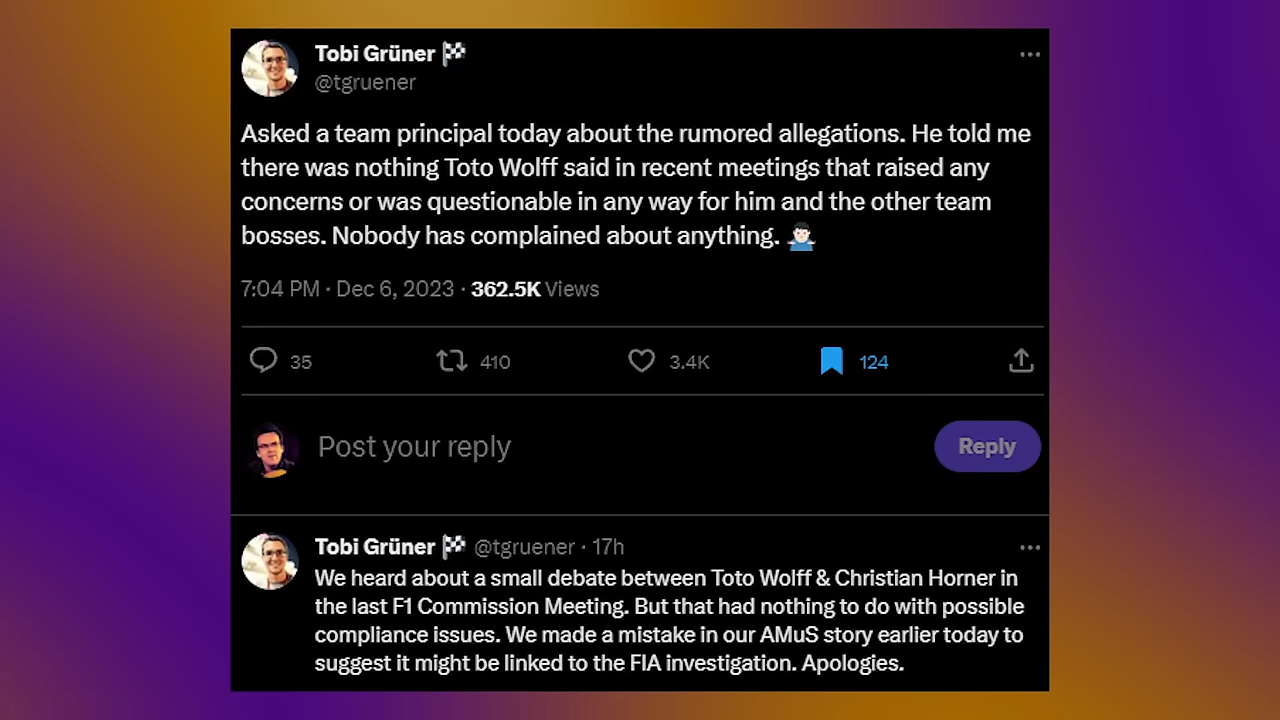 Tobi Grüner 🏁
@tgruener
Asked a team principal today about the rumored allegations. He told me
there was nothing Toto Wolff said in recent meetings that raised any
concerns or was questionable in any way for him and the other team
bosses. Nobody has complained about anything. 🤷🏻‍♂️
7:04 PM · Dec 6, 2023 · 362.5K Views
35 410 3.4K 124
Post your reply
Reply
Tobi Grüner 🏁 @tgruener · 17h
We heard about a small debate between Toto Wolff & Christian Horner in
the last F1 Commission Meeting. But that had nothing to do with possible
compliance issues. We made a mistake in our AMuS story earlier today to
suggest it might be linked to the FIA investigation. Apologies.